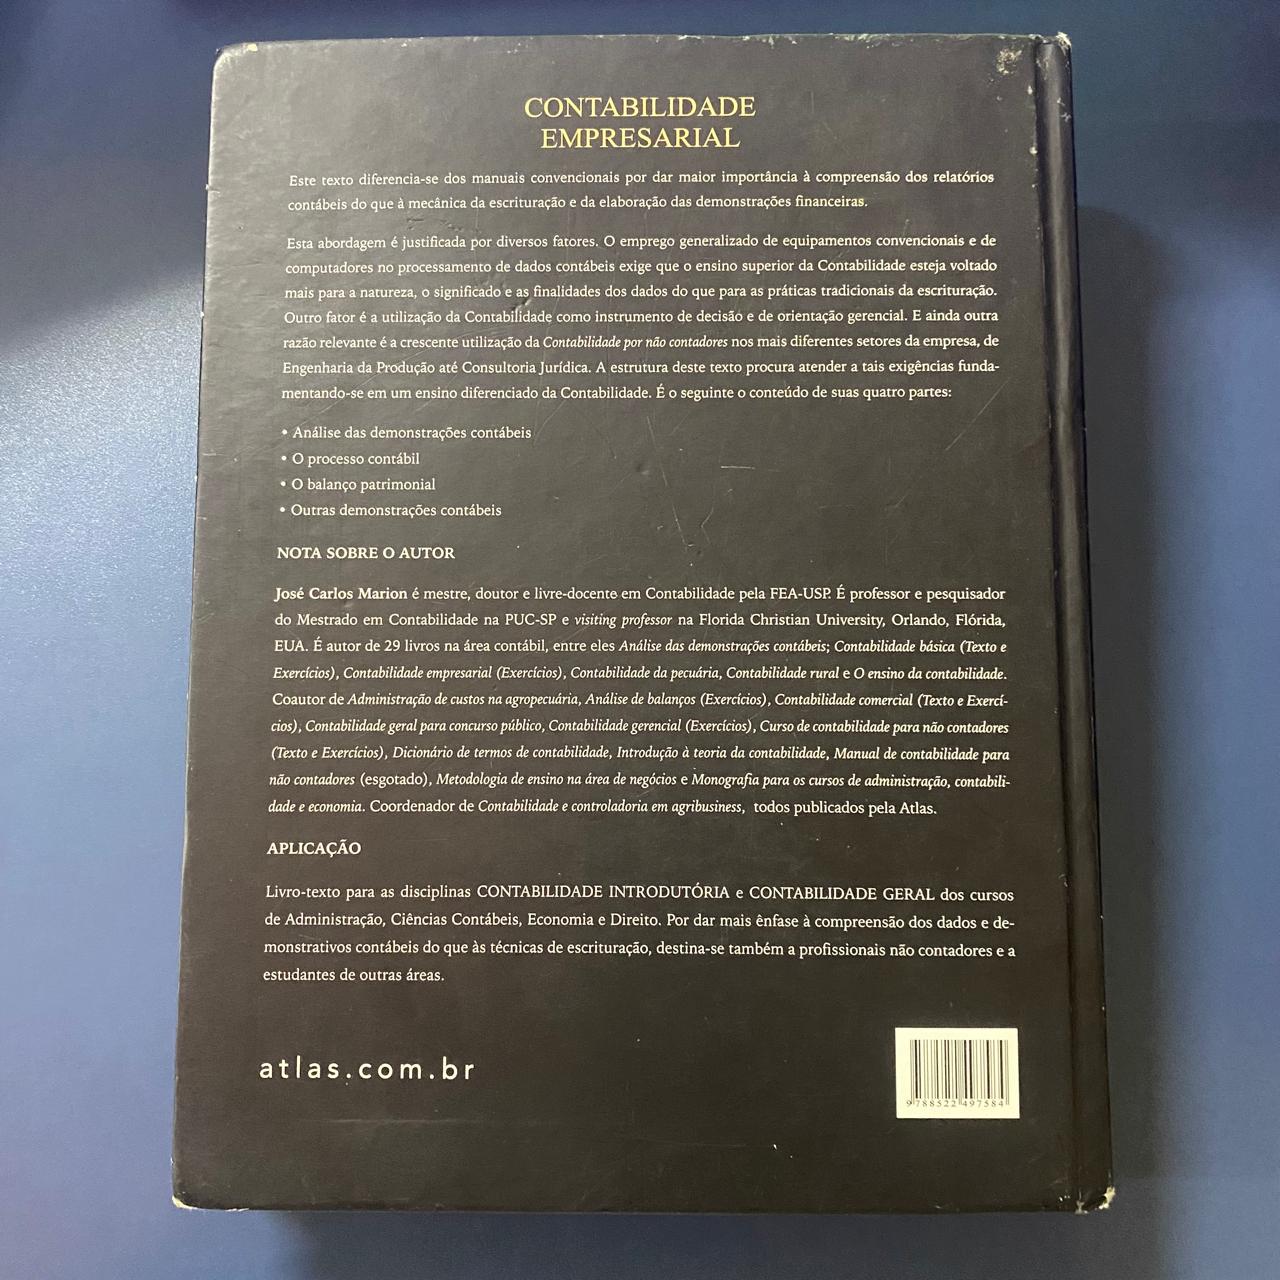 CONTABILIDADE
EMPRESARIAL
Este texto diferencia-se dos manuais convencionais por dar maior importância à compreensão dos relatórios
contábeis do que à mecânica da escrituração e da elaboração das demonstrações financeiras.
Esta abordagem é justificada por diversos fatores. O emprego generalizado de equipamentos convencionais e de
computadores no processamento de dados contábeis exige que o ensino superior da Contabilidade esteja voltado
mais para a natureza, o significado e as finalidades dos dados do que para as práticas tradicionais da escrituração.
Outro fator é a utilização da Contabilidade como instrumento de decisão e de orientação gerencial. E ainda outra
razão relevante é a crescente utilização da Contabilidade por não contadores nos mais diferentes setores da empresa, de
Engenharia da Produção até Consultoria Jurídica. A estrutura deste texto procura atender a tais exigências funda-
mentando-se em um ensino diferenciado da Contabilidade. É o seguinte o conteúdo de suas quatro partes:
• Análise das demonstrações contábeis
• O processo contábil
• O balanço patrimonial
• Outras demonstrações contábeis
NOTA SOBRE O AUTOR
José Carlos Marion é mestre, doutor e livre-docente em Contabilidade pela FEA-USP. É professor e pesquisador
do Mestrado em Contabilidade na PUC-SP e visiting professor na Florida Christian University, Orlando, Flórida,
EUA. É autor de 29 livros na área contábil, entre eles Análise das demonstrações contábeis; Contabilidade básica (Texto e
Exercícios), Contabilidade empresarial (Exercícios), Contabilidade da pecuária, Contabilidade rural e O ensino da contabilidade.
Coautor de Administração de custos na agropecuária, Análise de balanços (Exercícios), Contabilidade comercial (Texto e Exercí-
cios), Contabilidade geral para concurso público, Contabilidade gerencial (Exercícios), Curso de contabilidade para não contadores
(Texto e Exercícios), Dicionário de termos de contabilidade, Introdução à teoria da contabilidade, Manual de contabilidade para
não contadores (esgotado), Metodologia de ensino na área de negócios e Monografia para os cursos de administração, contabili-
dade e economia. Coordenador de Contabilidade e controladoria em agribusiness, todos publicados pela Atlas.
APLICAÇÃO
Livro-texto para as disciplinas CONTABILIDADE INTRODUTÓRIA e CONTABILIDADE GERAL dos cursos
de Administração, Ciências Contábeis, Economia e Direito. Por dar mais ênfase à compreensão dos dados e de-
monstrativos contábeis do que às técnicas de escrituração, destina-se também a profissionais não contadores e a
estudantes de outras áreas.
atlas.com.br
9 788522 497584